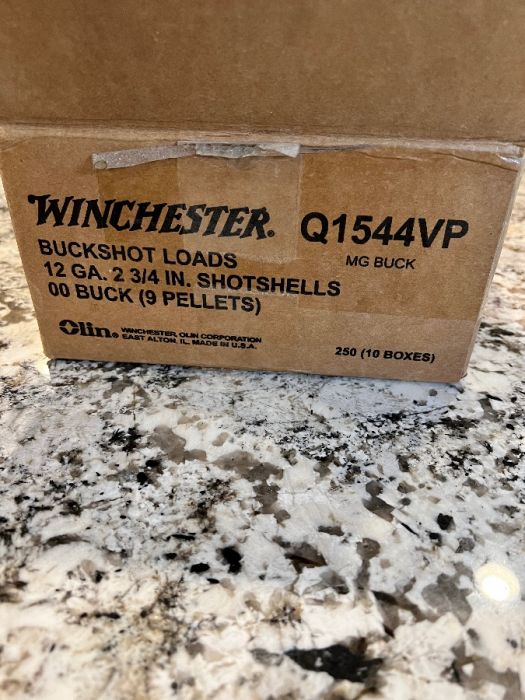 WINCHESTER. Q1544VP
BUCKSHOT LOADS MG BUCK
12 GA. 2 3/4 IN. SHOTSHELLS
00 BUCK (9 PELLETS)
Olin® WINCHESTER, OLIN CORPORATION
EAST ALTON, IL. MADE IN U.S.A.
250 (10 BOXES)